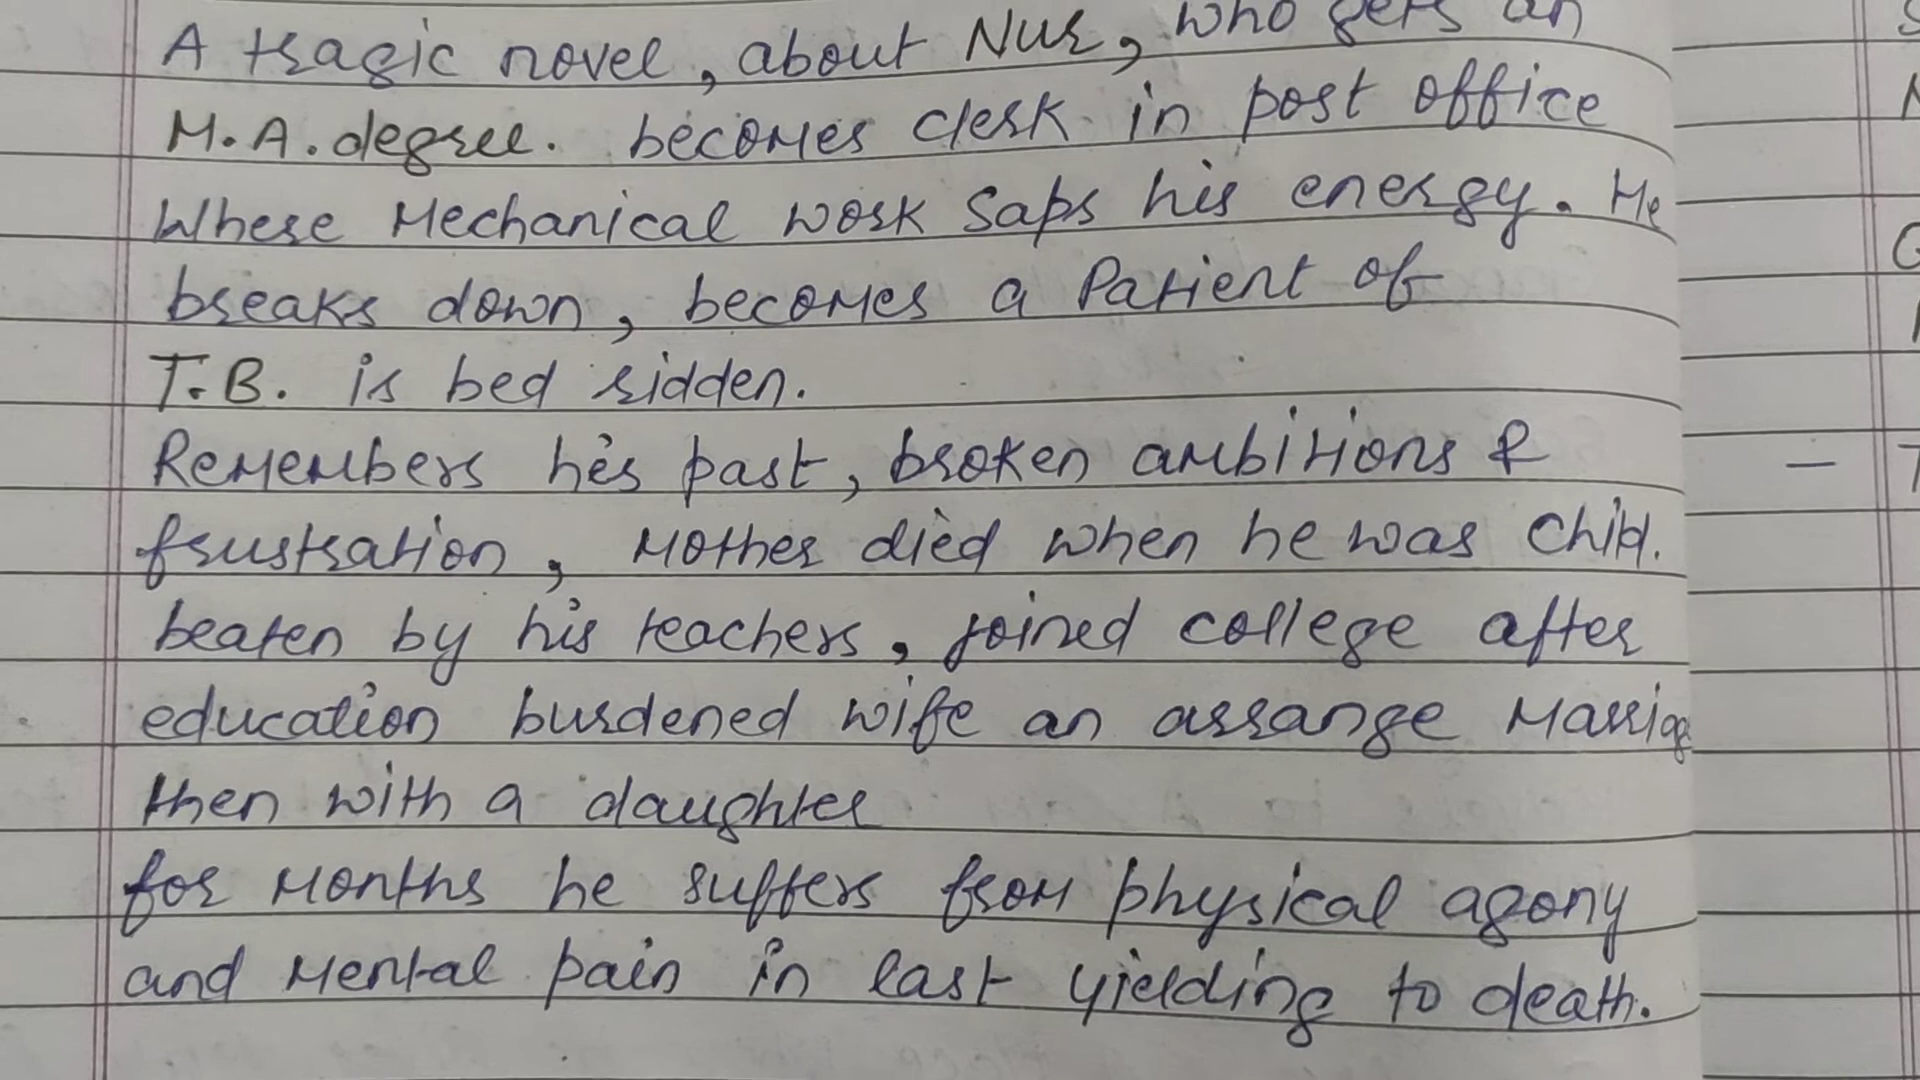 A tragic novel, about Nur, who gets an
M.A. degree. becomes clerk in post office
Where Mechanical work Saps his energy. He
breaks down, becomes a Patient of
T.B. is bed ridden.
Remembers his past, broken ambitions &
frustration, Mother died when he was child.
beaten by his teachers, joined college after
education burdened wife an arrange Marriag
then with a daughter
for Months he suffers from physical agony
and Mental pain in last yielding to death.